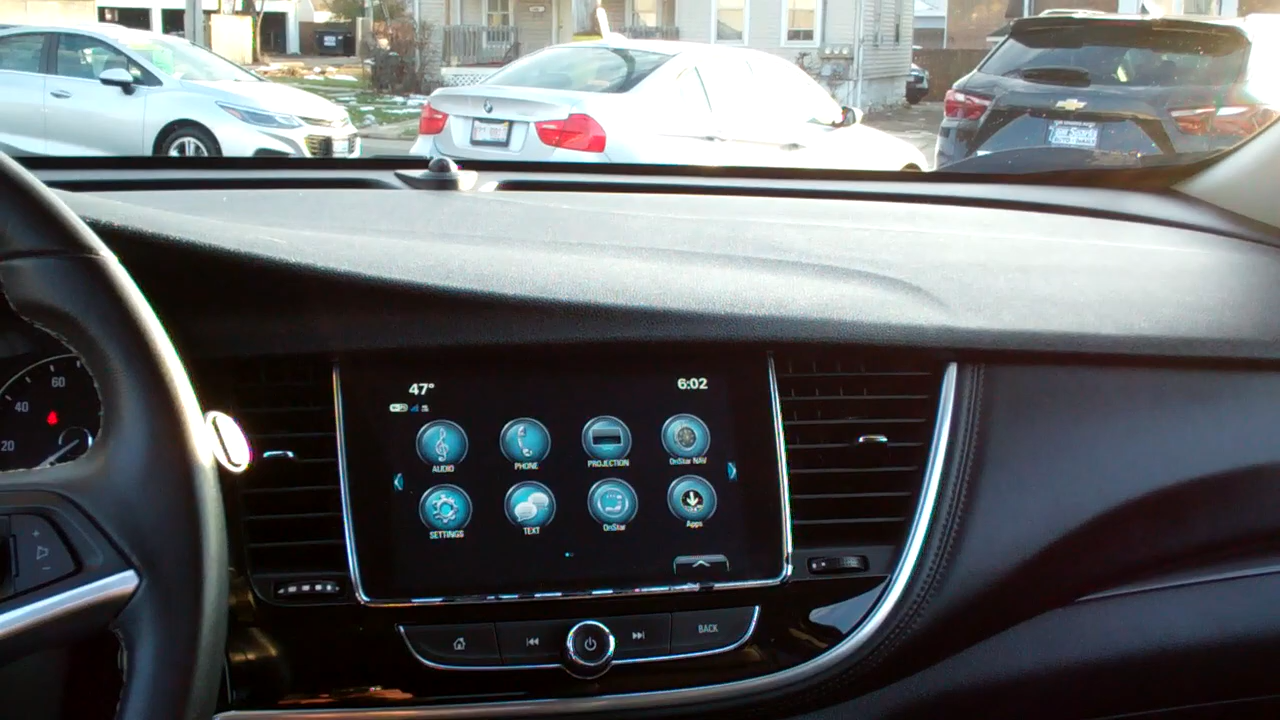 47°
6:02
AUDIO
PHONE
PROJECTION
OnStar NAV
SETTINGS
TEXT
OnStar
Apps
BACK
60
40
20